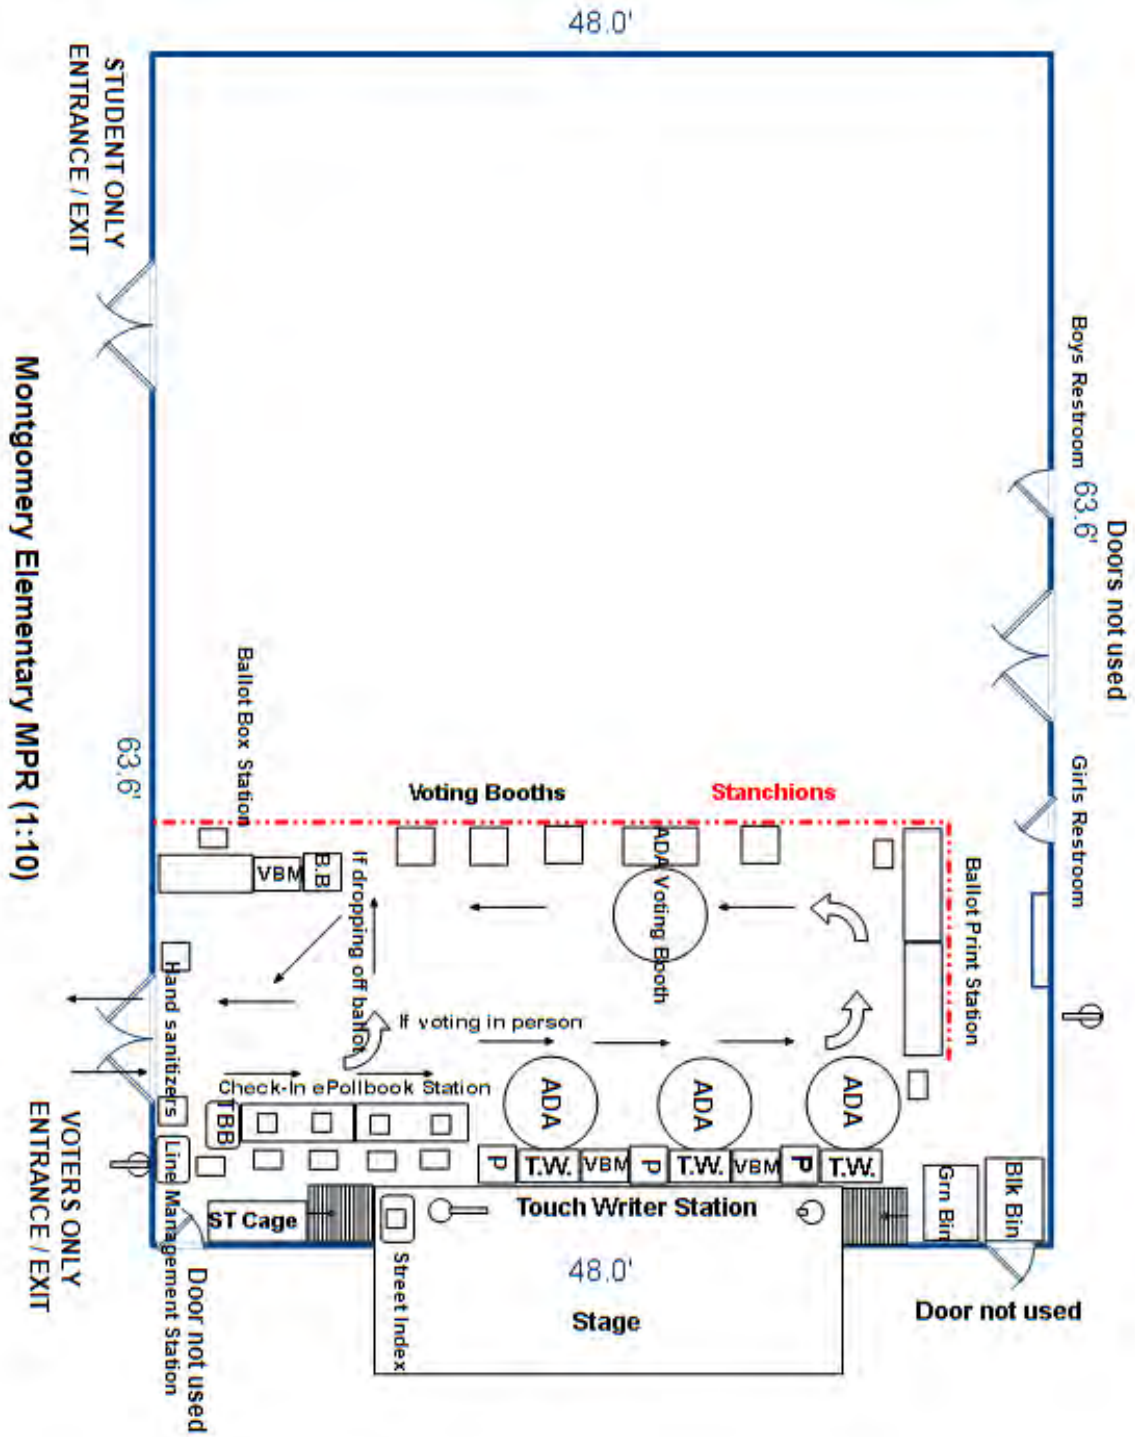 48.0'
STUDENT ONLY
ENTRANCE / EXIT
Boys Restroom
63.6'
Doors not used
Montgomery Elementary MPR (1:10)
63.6'
Ballot Box Station
Voting Booths
Stanchions
Girls Restroom
VBM
B.B
If dropping off ballot
ADA Voting Booth
Ballot Print Station
Hand sanitizers
If voting in person
Check-In ePollbook Station
TBB
ADA
ADA
ADA
VOTERS ONLY
ENTRANCE / EXIT
Line Management Station
P
T.W.
VBM
P
T.W.
VBM
P
T.W.
Grn Bin
Blk Bin
ST Cage
Touch Writer Station
Street Index
48.0'
Stage
Door not used
Door not used